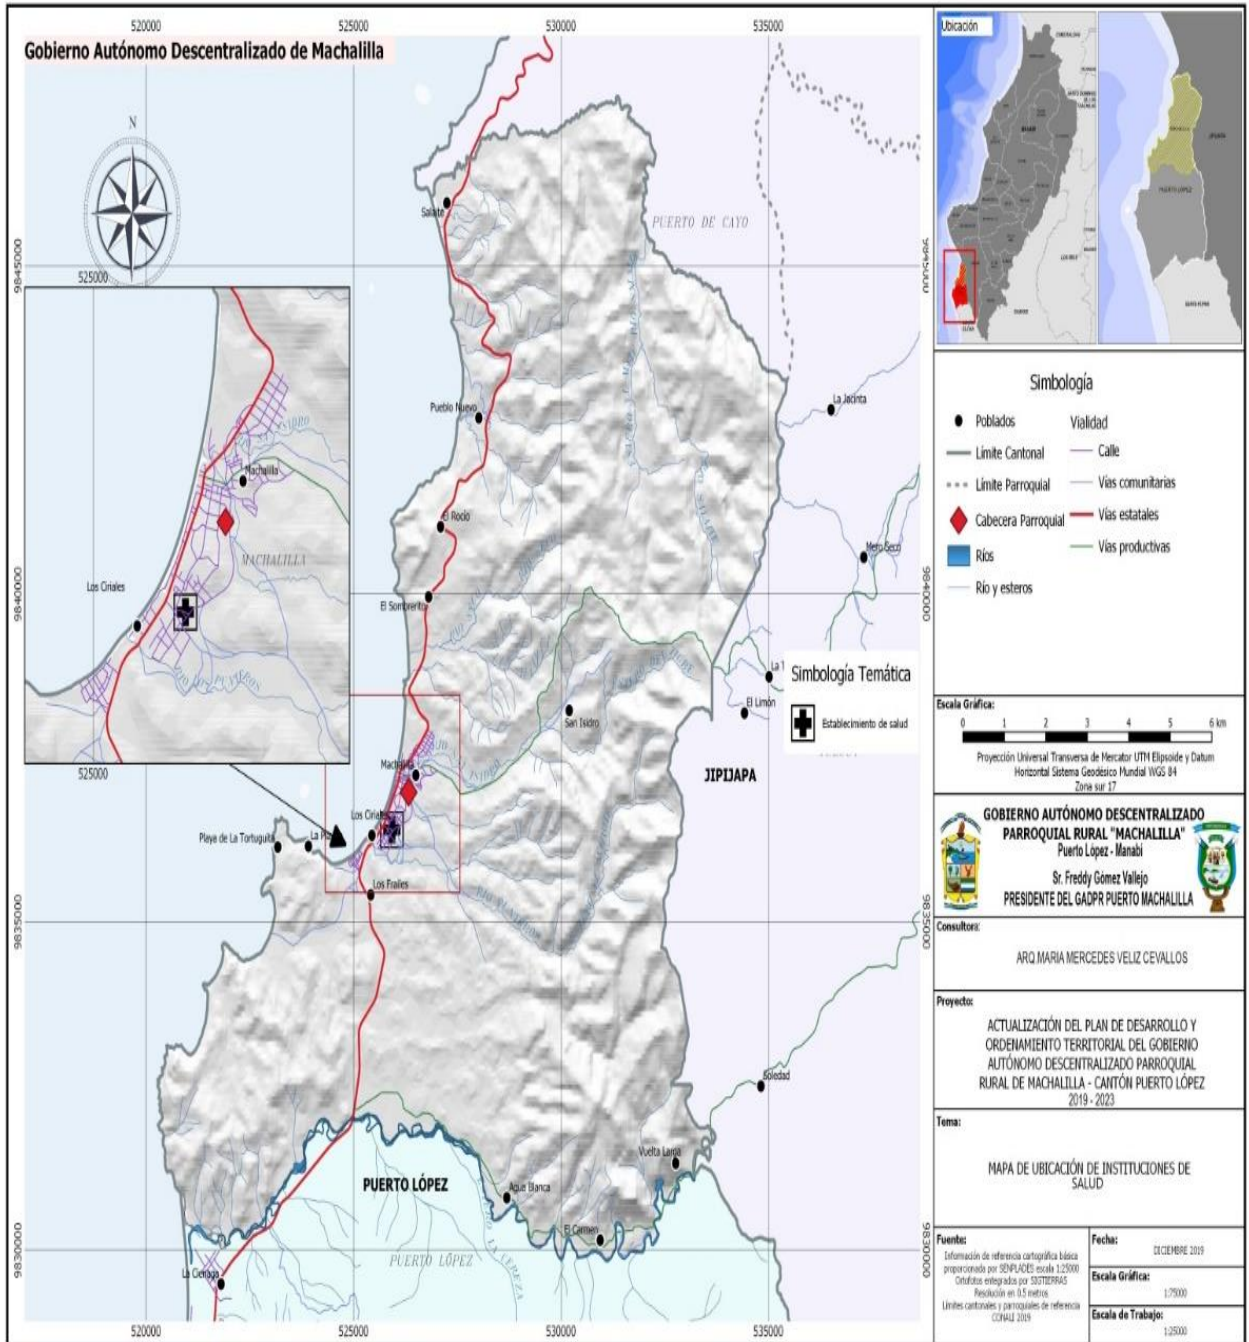 520000
525000
530000
535000
Gobierno Autónomo Descentralizado de Machalilla
N
Salaite
PUERTO DE CAYO
9845000
9845000
525000
Pueblo Nuevo
La Jacinta
Machalilla
MACHALILLA
El Rocío
Mero Seco
Los Ciriales
9840000
9840000
El Sombrerito
San Isidro
El Limón
525000
Machalilla
JIPIJAPA
Los Ciriales
Playa de La Tortuguita
Los Frailes
9835000
9835000
Soledad
Vuelta Larga
PUERTO LÓPEZ
Agua Blanca
El Carmen
PUERTO LÓPEZ
9830000
9830000
La Cienaga
520000
525000
530000
535000
Simbología Temática
Establecimiento de salud
Ubicación
PUERTO LÓPEZ
Simbología
Poblados
Límite Cantonal
Límite Parroquial
Cabecera Parroquial
Ríos
Río y esteros
Vialidad
Calle
Vías comunitarias
Vías estatales
Vías productivas
Escala Gráfica:
0 1 2 3 4 5 6 km
Proyección Universal Transversa de Mercator UTM Elipsoide y Datum
Horizontal Sistema Geodésico Mundial WGS 84
Zona sur 17
GOBIERNO AUTÓNOMO DESCENTRALIZADO
PARROQUIAL RURAL "MACHALILLA"
Puerto López - Manabí
Sr. Freddy Gómez Vallejo
PRESIDENTE DEL GADPR PUERTO MACHALILLA
Consultora:
ARQ.MARIA MERCEDES VELIZ CEVALLOS
Proyecto:
ACTUALIZACIÓN DEL PLAN DE DESARROLLO Y
ORDENAMIENTO TERRITORIAL DEL GOBIERNO
AUTÓNOMO DESCENTRALIZADO PARROQUIAL
RURAL DE MACHALILLA - CANTÓN PUERTO LÓPEZ
2019 - 2023
Tema:
MAPA DE UBICACIÓN DE INSTITUCIONES DE
SALUD
Fuente:
Información de referencia cartográfica básica
proporcionada por SENPLADES escala 1:25000
Ortofotos entregados por SIGTIERRAS
Resolución en 0.5 metros
Límites cantonales y parroquiales de referencia
CONALI 2019
Fecha:
DICIEMBRE 2019
Escala Gráfica:
1:75000
Escala de Trabajo:
1:25000